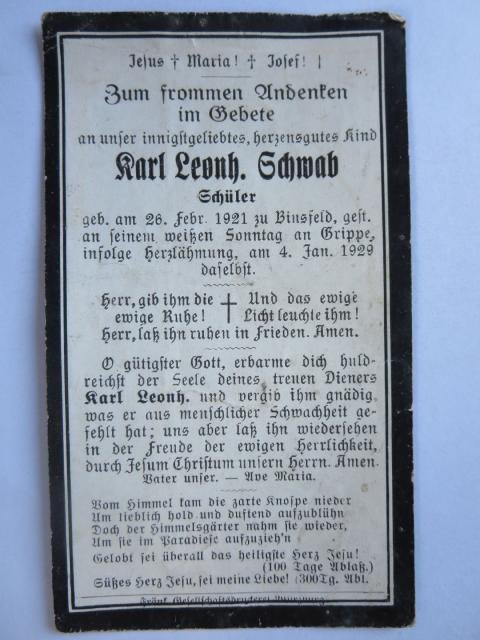 Jesus † Maria! † Josef!
Zum frommen Andenken
im Gebete
an unser innigstgeliebtes, herzensgutes Kind
Karl Leonh. Schwab
Schüler
geb. am 26. Febr. 1921 zu Binsfeld, gest.
an seinem weißen Sonntag an Grippe,
infolge Herzlähmung, am 4. Jan. 1929
daselbst.
Herr, gib ihm die † Und das ewige
ewige Ruhe! Licht leuchte ihm!
Herr, laß ihn ruhen in Frieden. Amen.
O gütigster Gott, erbarme dich huld-
reichst der Seele deines treuen Dieners
Karl Leonh. und vergib ihm gnädig,
was er aus menschlicher Schwachheit ge-
fehlt hat; uns aber laß ihn wiedersehen
in der Freude der ewigen Herrlichkeit,
durch Jesum Christum unsern Herrn. Amen.
Vater unser. — Ave Maria.
Vom Himmel kam die zarte Knospe nieder
Um lieblich hold und duftend aufzublühn
Doch der Himmelsgärter nahm sie wieder,
Um sie im Paradiese aufzuzieh'n
Gelobt sei überall das heiligste Herz Jesu!
(100 Tage Ablaß.)
Süßes Herz Jesu, sei meine Liebe! (300Tg. Abl.
Fränk. Gesellschaftsdruckerei Würzburg